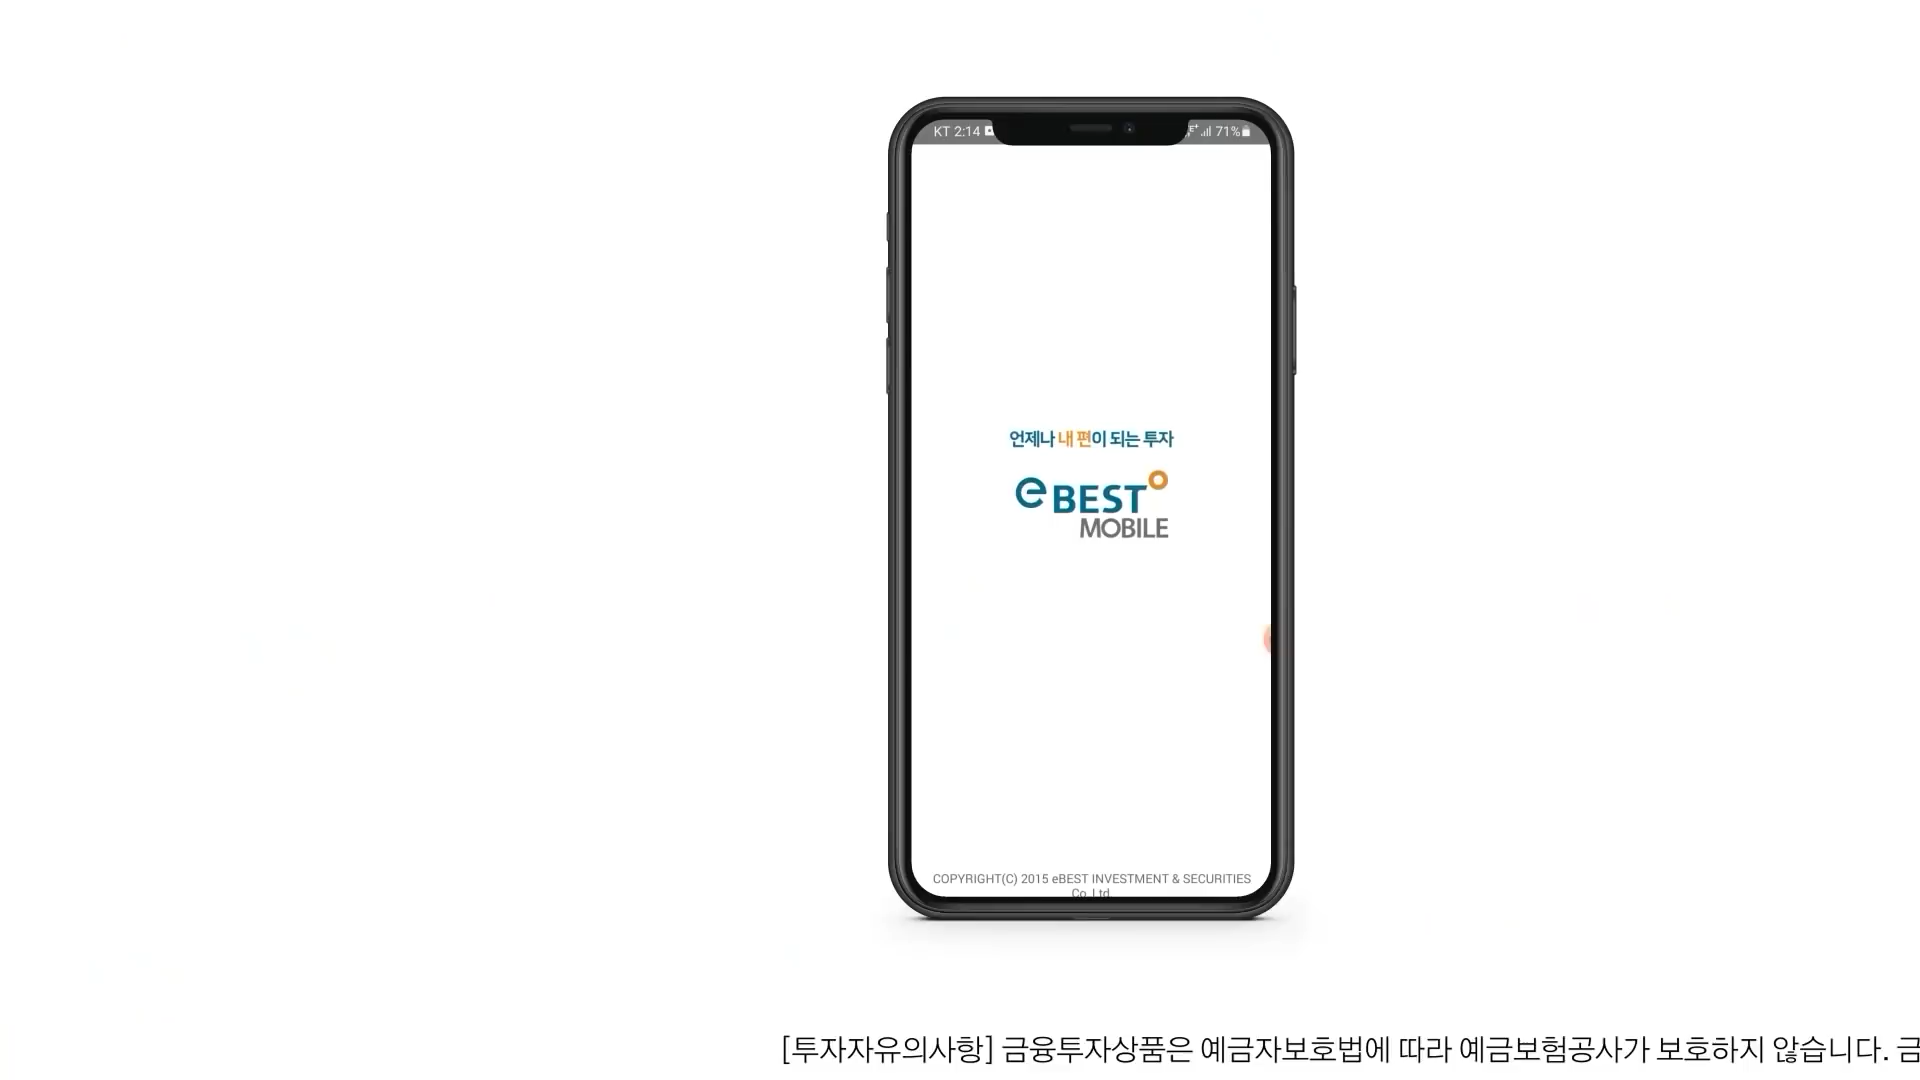 KT 2:14
71%
언제나 내 편이 되는 투자
eBEST
MOBILE
COPYRIGHT(C) 2015 eBEST INVESTMENT & SECURITIES
Co.,Ltd.
[투자자유의사항] 금융투자상품은 예금자보호법에 따라 예금보험공사가 보호하지 않습니다. 금